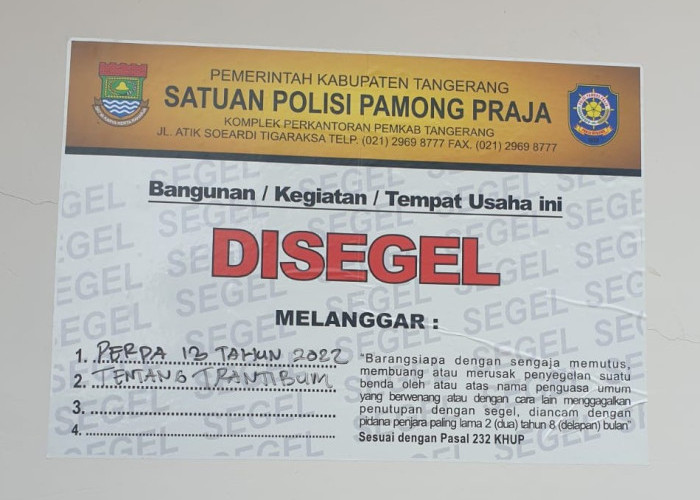 PEMERINTAH KABUPATEN TANGERANG
SATUAN POLISI PAMONG PRAJA
KOMPLEK PERKANTORAN PEMKAB TANGERANG
JL. ATIK SOEARDI TIGARAKSA TELP. (021) 2969 8777 FAX. (021) 2969 8777
Bangunan / Kegiatan / Tempat Usaha ini
DISEGEL
MELANGGAR :
1. PERDA 13 TAHUN 2022
2. TENTANG TRANTIBUM
3.
4.
"Barangsiapa dengan sengaja memutus,
membuang atau merusak penyegelan suatu
benda oleh atau atas nama penguasa umum
yang berwenang atau dengan cara lain menggagalkan
penutupan dengan segel, diancam dengan
pidana penjara paling lama 2 (dua) tahun 8 (delapan) bulan"
Sesuai dengan Pasal 232 KHUP